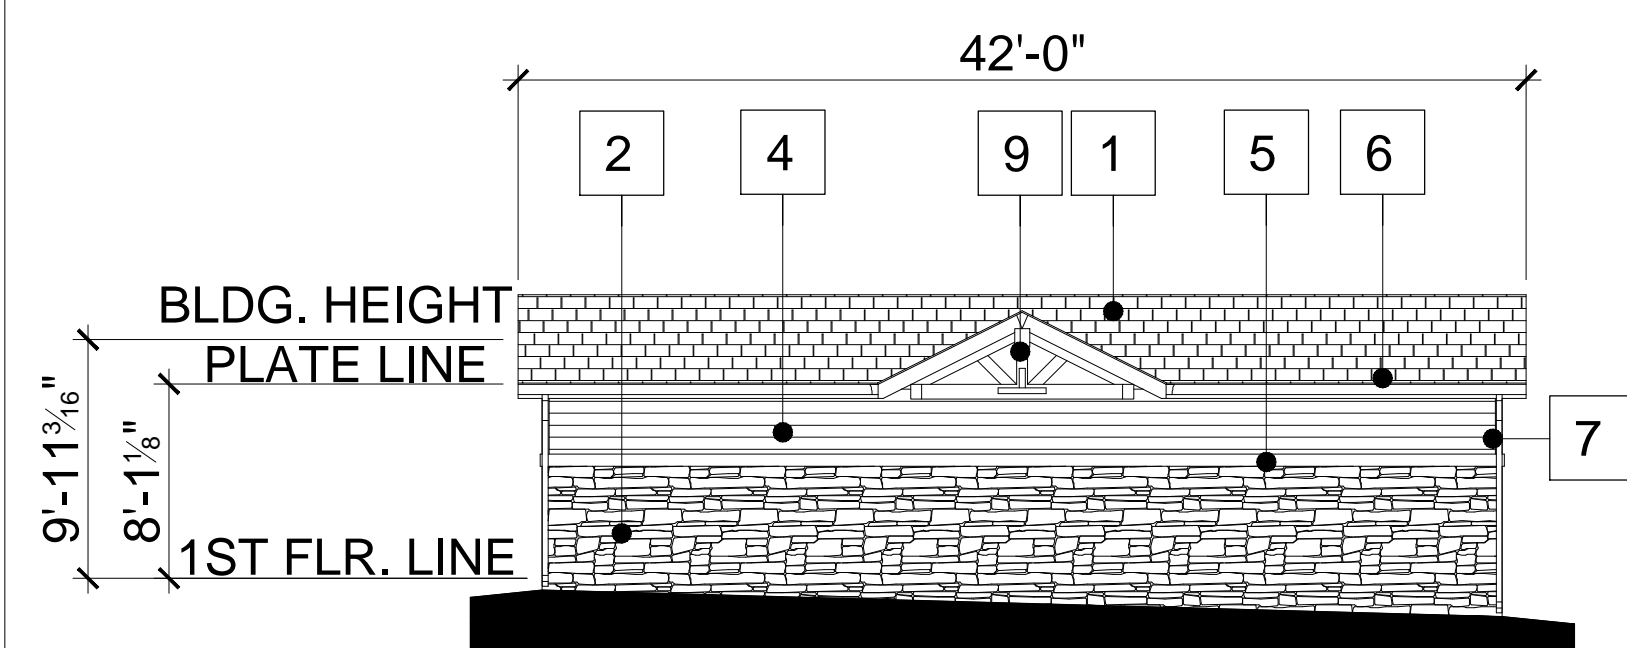 42'-0"
2 4 9 1 5 6
BLDG. HEIGHT
PLATE LINE
7
9'-11 3/16"
8'-1 1/8"
1ST FLR. LINE